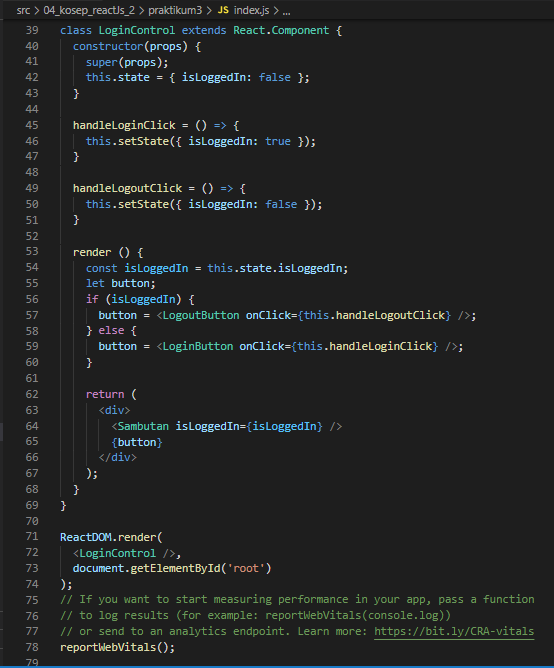 src > 04_kosep_reactJs_2 > praktikum3 > JS index.js > ...
39 class LoginControl extends React.Component {
40 constructor(props) {
41 super(props);
42 this.state = { isLoggedIn: false };
43 }
44
45 handleLoginClick = () => {
46 this.setState({ isLoggedIn: true });
47 }
48
49 handleLogoutClick = () => {
50 this.setState({ isLoggedIn: false });
51 }
52
53 render () {
54 const isLoggedIn = this.state.isLoggedIn;
55 let button;
56 if (isLoggedIn) {
57 button = <LogoutButton onClick={this.handleLogoutClick} />;
58 } else {
59 button = <LoginButton onClick={this.handleLoginClick} />;
60 }
61
62 return (
63 <div>
64 <Sambutan isLoggedIn={isLoggedIn} />
65 {button}
66 </div>
67 );
68 }
69 }
70
71 ReactDOM.render(
72 <LoginControl />,
73 document.getElementById('root')
74 );
75 // If you want to start measuring performance in your app, pass a function
76 // to log results (for example: reportWebVitals(console.log))
77 // or send to an analytics endpoint. Learn more: https://bit.ly/CRA-vitals
78 reportWebVitals();
79